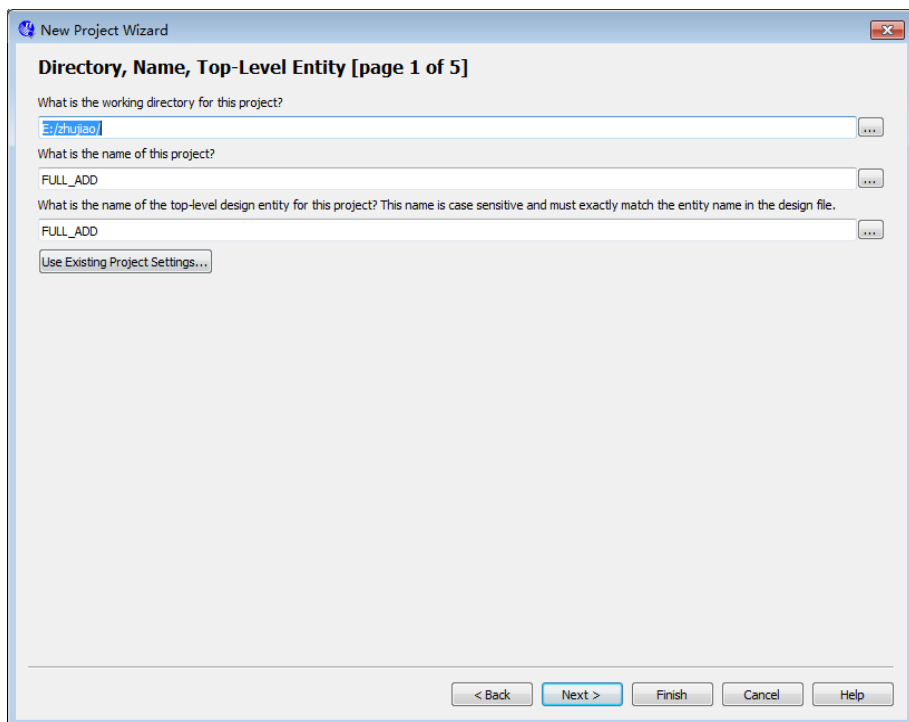 New Project Wizard
Directory, Name, Top-Level Entity [page 1 of 5]
What is the working directory for this project?
E:/zhujiao/
...
What is the name of this project?
FULL_ADD
...
What is the name of the top-level design entity for this project? This name is case sensitive and must exactly match the entity name in the design file.
FULL_ADD
...
Use Existing Project Settings...
< Back Next > Finish Cancel Help